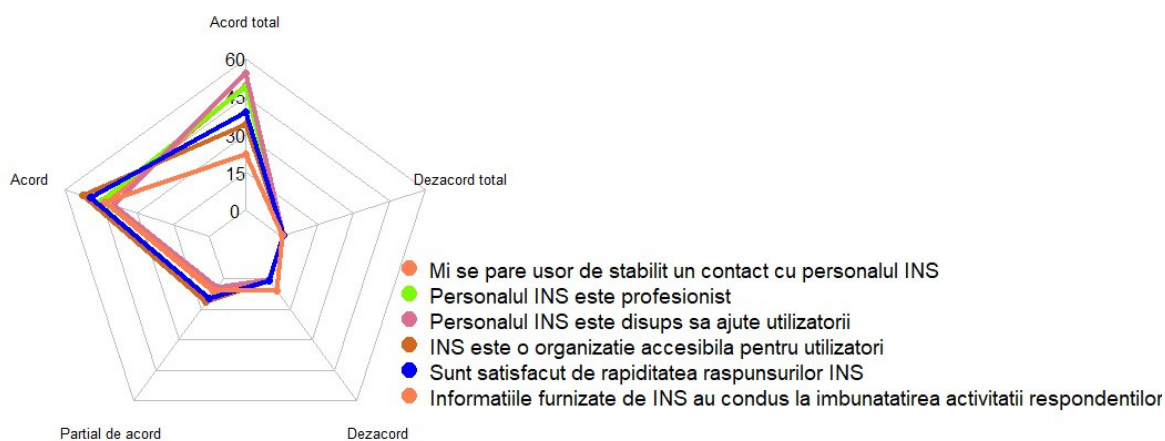 Acord total
60
45
30
15
0
Acord
Dezacord total
Mi se pare usor de stabilit un contact cu personalul INS
Personalul INS este profesionist
Personalul INS este disups sa ajute utilizatorii
INS este o organizatie accesibila pentru utilizatori
Sunt satisfacut de rapiditatea raspunsurilor INS
Informatiile furnizate de INS au condus la imbunatatirea activitatii respondentilor
Partial de acord
Dezacord